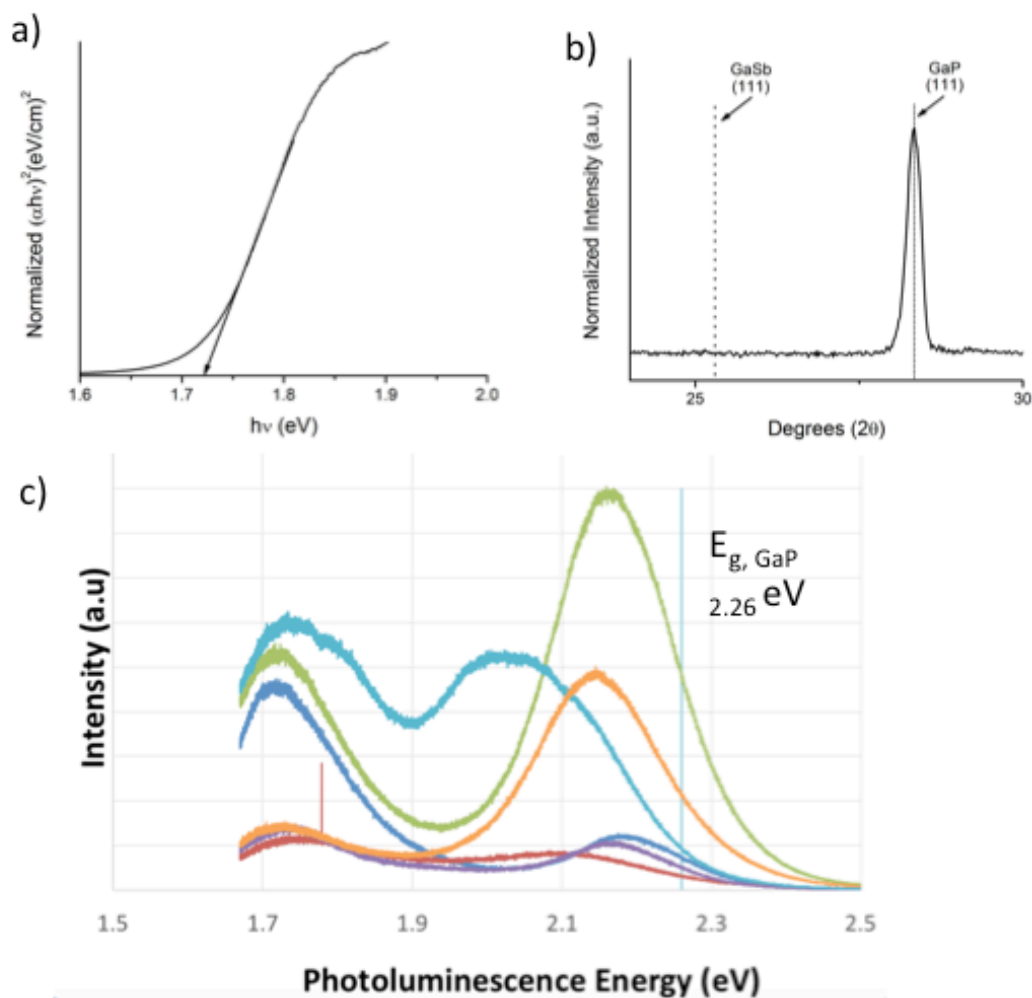 a)
Normalized (αhν)²(eV/cm)²
1.6 1.7 1.8 1.9 2.0
hν (eV)
b)
Normalized Intensity (a.u.)
GaSb
(111)
GaP
(111)
25 30
Degrees (2θ)
c)
Intensity (a.u)
E_g, GaP
2.26 eV
1.5 1.7 1.9 2.1 2.3 2.5
Photoluminescence Energy (eV)